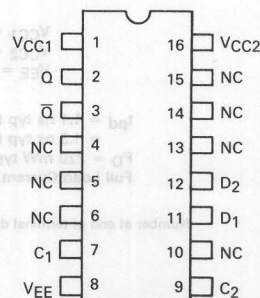 VCC1 1 16 VCC2
Q 2 15 NC
Q̅ 3 14 NC
NC 4 13 NC
NC 5 12 D2
NC 6 11 D1
C1 7 10 NC
VEE 8 9 C2